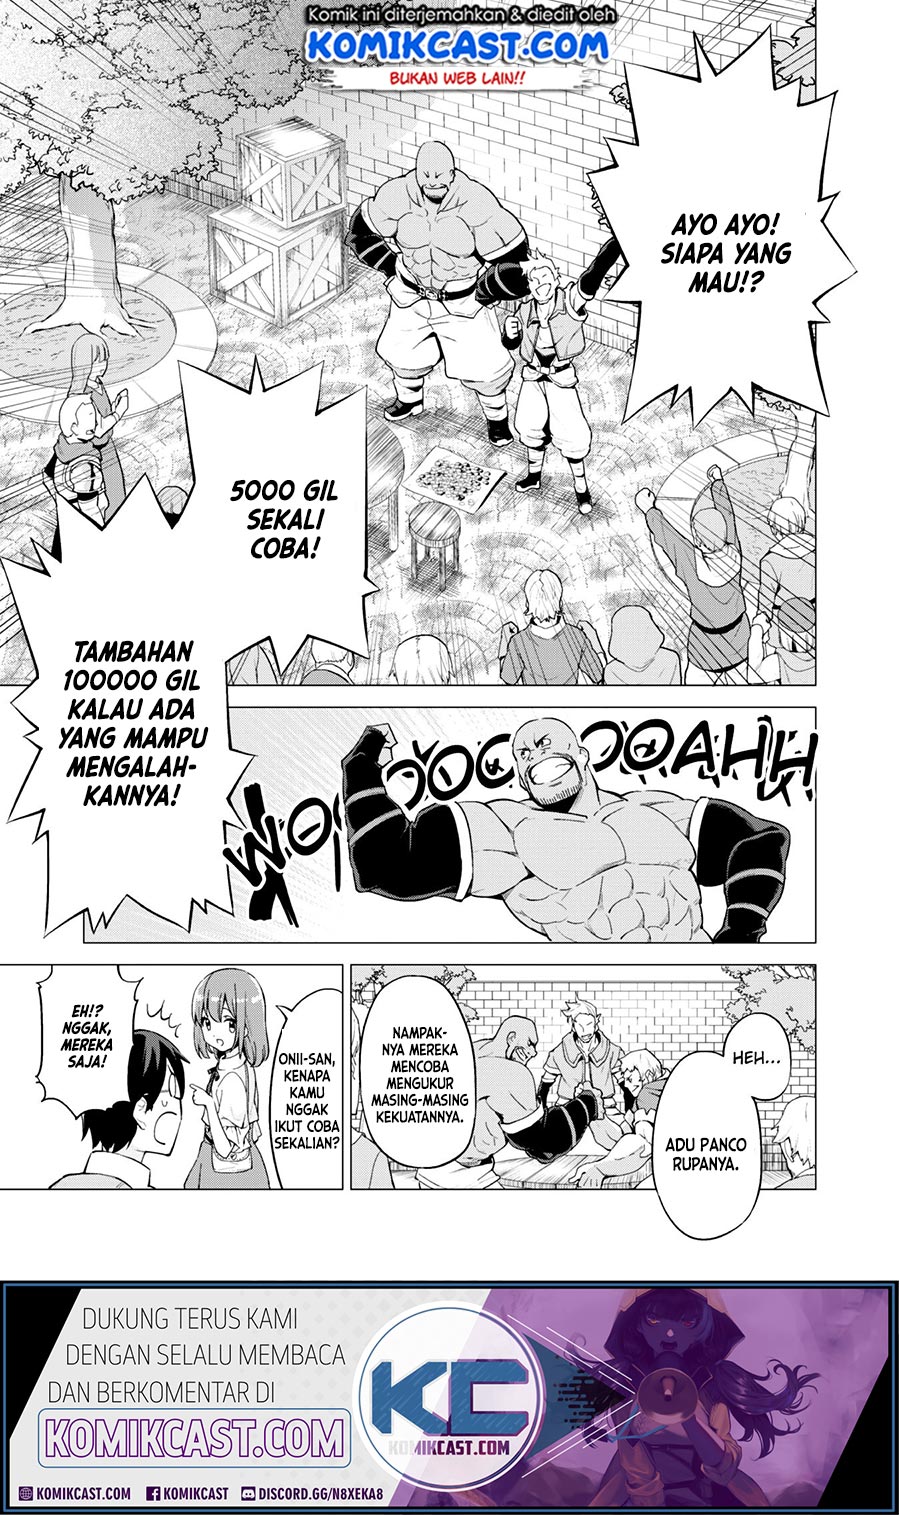 Komik ini diterjemahkan & diedit oleh
KOMIKCAST.COM
BUKAN WEB LAIN!!
AYO AYO!
SIAPA YANG
MAU!?
5000 GIL
SEKALI
COBA!
TAMBAHAN
100000 GIL
KALAU ADA
YANG MAMPU
MENGALAH-
KANNYA!
WOOOOOOOOOAHH
HEH...
ADU PANCO
RUPANYA.
NAMPAK-
NYA MEREKA
MENCOBA
MENGUKUR
MASING-MASING
KEKUATANNYA.
ONII-SAN,
KENAPA
KAMU
NGGAK
IKUT COBA
SEKALIAN?
EH!?
NGGAK,
MEREKA
SAJA!
DUKUNG TERUS KAMI
DENGAN SELALU MEMBACA
DAN BERKOMENTAR DI
KOMIKCAST.COM
KC
KOMIKCAST.COM
KOMIKCAST.COM KOMIKCAST DISCORD.GG/N8XEKA8